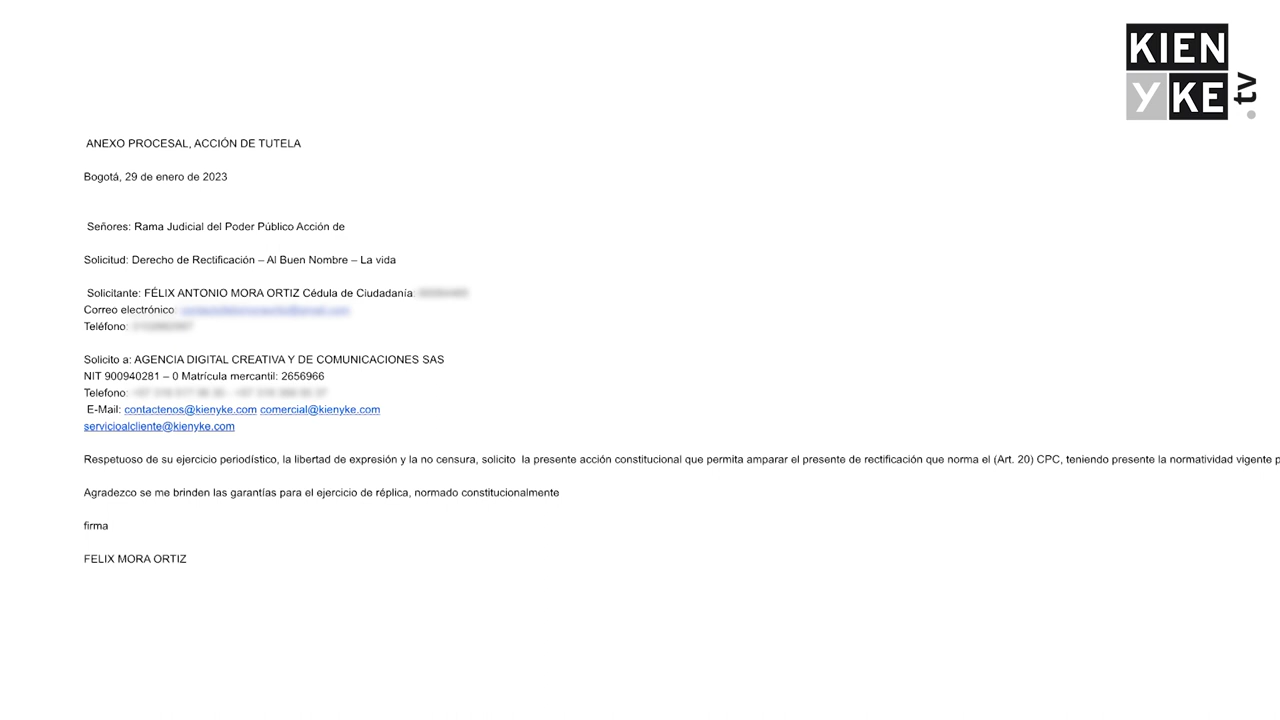 KIEN
Y KE .tv
ANEXO PROCESAL, ACCIÓN DE TUTELA
Bogotá, 29 de enero de 2023
Señores: Rama Judicial del Poder Público Acción de
Solicitud: Derecho de Rectificación – Al Buen Nombre – La vida
Solicitante: FÉLIX ANTONIO MORA ORTIZ Cédula de Ciudadanía:
Correo electrónico:
Teléfono:
Solicito a: AGENCIA DIGITAL CREATIVA Y DE COMUNICACIONES SAS
NIT 900940281 – 0 Matrícula mercantil: 2656966
Telefono:
E-Mail: contactenos@kienyke.com comercial@kienyke.com
servicioalcliente@kienyke.com
Respetuoso de su ejercicio periodístico, la libertad de expresión y la no censura, solicito la presente acción constitucional que permita amparar el presente de rectificación que norma el (Art. 20) CPC, teniendo presente la normatividad vigente p
Agradezco se me brinden las garantías para el ejercicio de réplica, normado constitucionalmente
firma
FELIX MORA ORTIZ